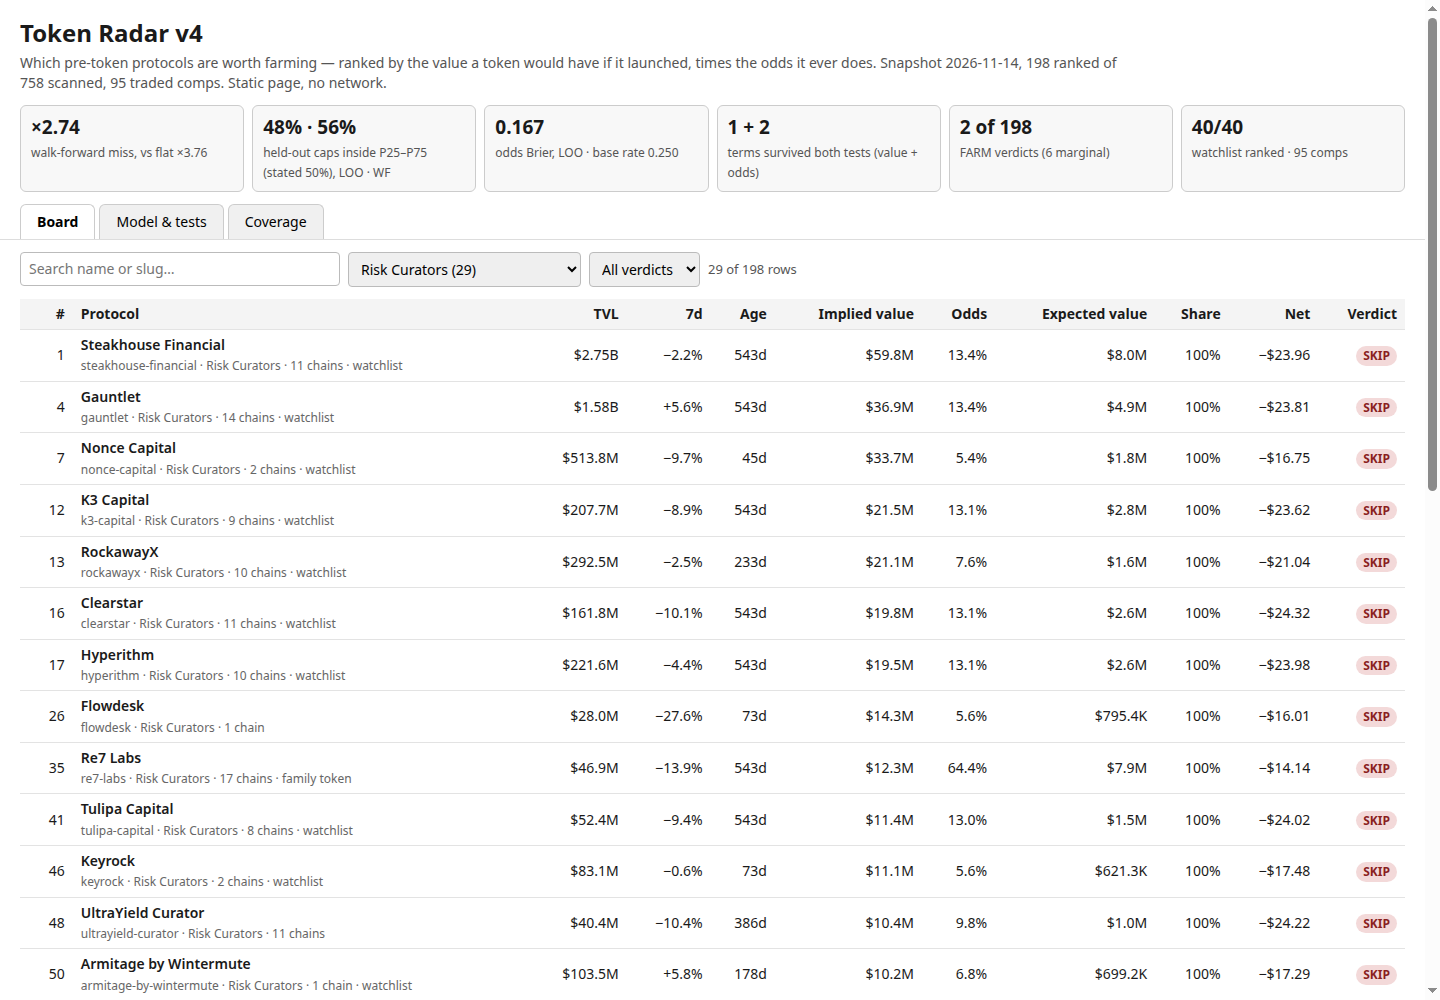 Token Radar v4
Which pre-token protocols are worth farming — ranked by the value a token would have if it launched, times the odds it ever does. Snapshot 2026-11-14, 198 ranked of
758 scanned, 95 traded comps. Static page, no network.
×2.74
walk-forward miss, vs flat ×3.76
48% · 56%
held-out caps inside P25–P75
(stated 50%), LOO · WF
0.167
odds Brier, LOO · base rate 0.250
1 + 2
terms survived both tests (value +
odds)
2 of 198
FARM verdicts (6 marginal)
40/40
watchlist ranked · 95 comps
Board Model & tests Coverage
Search name or slug... Risk Curators (29) All verdicts 29 of 198 rows
# Protocol TVL 7d Age Implied value Odds Expected value Share Net Verdict
1 Steakhouse Financial $2.75B −2.2% 543d $59.8M 13.4% $8.0M 100% −$23.96 SKIP
steakhouse-financial · Risk Curators · 11 chains · watchlist
4 Gauntlet $1.58B +5.6% 543d $36.9M 13.4% $4.9M 100% −$23.81 SKIP
gauntlet · Risk Curators · 14 chains · watchlist
7 Nonce Capital $513.8M −9.7% 45d $33.7M 5.4% $1.8M 100% −$16.75 SKIP
nonce-capital · Risk Curators · 2 chains · watchlist
12 K3 Capital $207.7M −8.9% 543d $21.5M 13.1% $2.8M 100% −$23.62 SKIP
k3-capital · Risk Curators · 9 chains · watchlist
13 RockawayX $292.5M −2.5% 233d $21.1M 7.6% $1.6M 100% −$21.04 SKIP
rockawayx · Risk Curators · 10 chains · watchlist
16 Clearstar $161.8M −10.1% 543d $19.8M 13.1% $2.6M 100% −$24.32 SKIP
clearstar · Risk Curators · 11 chains · watchlist
17 Hyperithm $221.6M −4.4% 543d $19.5M 13.1% $2.6M 100% −$23.98 SKIP
hyperithm · Risk Curators · 10 chains · watchlist
26 Flowdesk $28.0M −27.6% 73d $14.3M 5.6% $795.4K 100% −$16.01 SKIP
flowdesk · Risk Curators · 1 chain
35 Re7 Labs $46.9M −13.9% 543d $12.3M 64.4% $7.9M 100% −$14.14 SKIP
re7-labs · Risk Curators · 17 chains · family token
41 Tulipa Capital $52.4M −9.4% 543d $11.4M 13.0% $1.5M 100% −$24.02 SKIP
tulipa-capital · Risk Curators · 8 chains · watchlist
46 Keyrock $83.1M −0.6% 73d $11.1M 5.6% $621.3K 100% −$17.48 SKIP
keyrock · Risk Curators · 2 chains · watchlist
48 UltraYield Curator $40.4M −10.4% 386d $10.4M 9.8% $1.0M 100% −$24.22 SKIP
ultrayield-curator · Risk Curators · 11 chains
50 Armitage by Wintermute $103.5M +5.8% 178d $10.2M 6.8% $699.2K 100% −$17.29 SKIP
armitage-by-wintermute · Risk Curators · 1 chain · watchlist